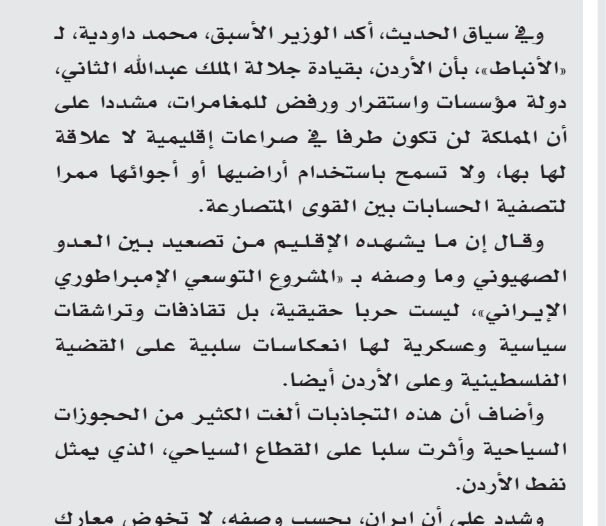 وفي سياق الحديث، أكد الوزير الأسبق، محمد داودية، لـ
«الأنباط»، بأن الأردن، بقيادة جلالة الملك عبدالله الثاني،
دولة مؤسسات واستقرار ورفض للمغامرات، مشددا على
أن المملكة لن تكون طرفا في صراعات إقليمية لا علاقة
لها بها، ولا تسمح باستخدام أراضيها أو أجوائها ممرا
لتصفية الحسابات بين القوى المتصارعة.
وقال إن ما يشهده الإقليم من تصعيد بين العدو
الصهيوني وما وصفه بـ «المشروع التوسعي الإمبراطوري
الإيراني»، ليست حربا حقيقية، بل تقاذفات وتراشقات
سياسية وعسكرية لها انعكاسات سلبية على القضية
الفلسطينية وعلى الأردن أيضا.
وأضاف أن هذه التجاذبات ألغت الكثير من الحجوزات
السياحية وأثرت سلبا على القطاع السياحي، الذي يمثل
نفط الأردن.
وشدد على أن إيران، بحسب وصفه، لا تخوض معارك